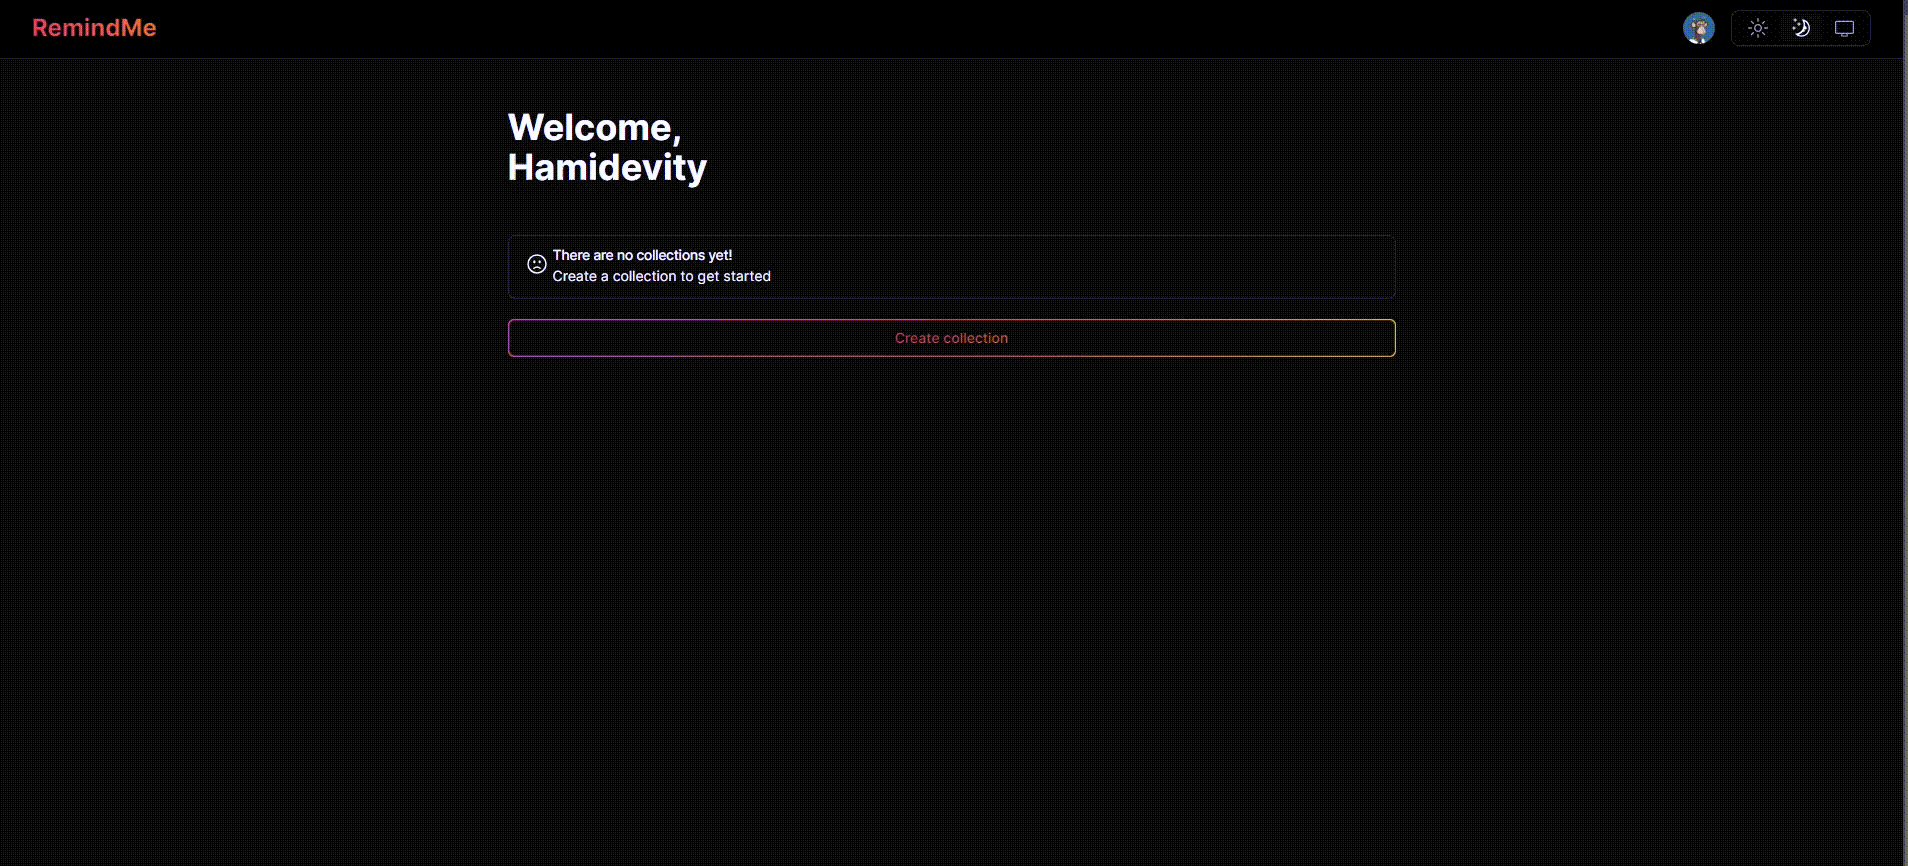 RemindMe
Welcome,
Hamidevity
There are no collections yet!
Create a collection to get started
Create collection